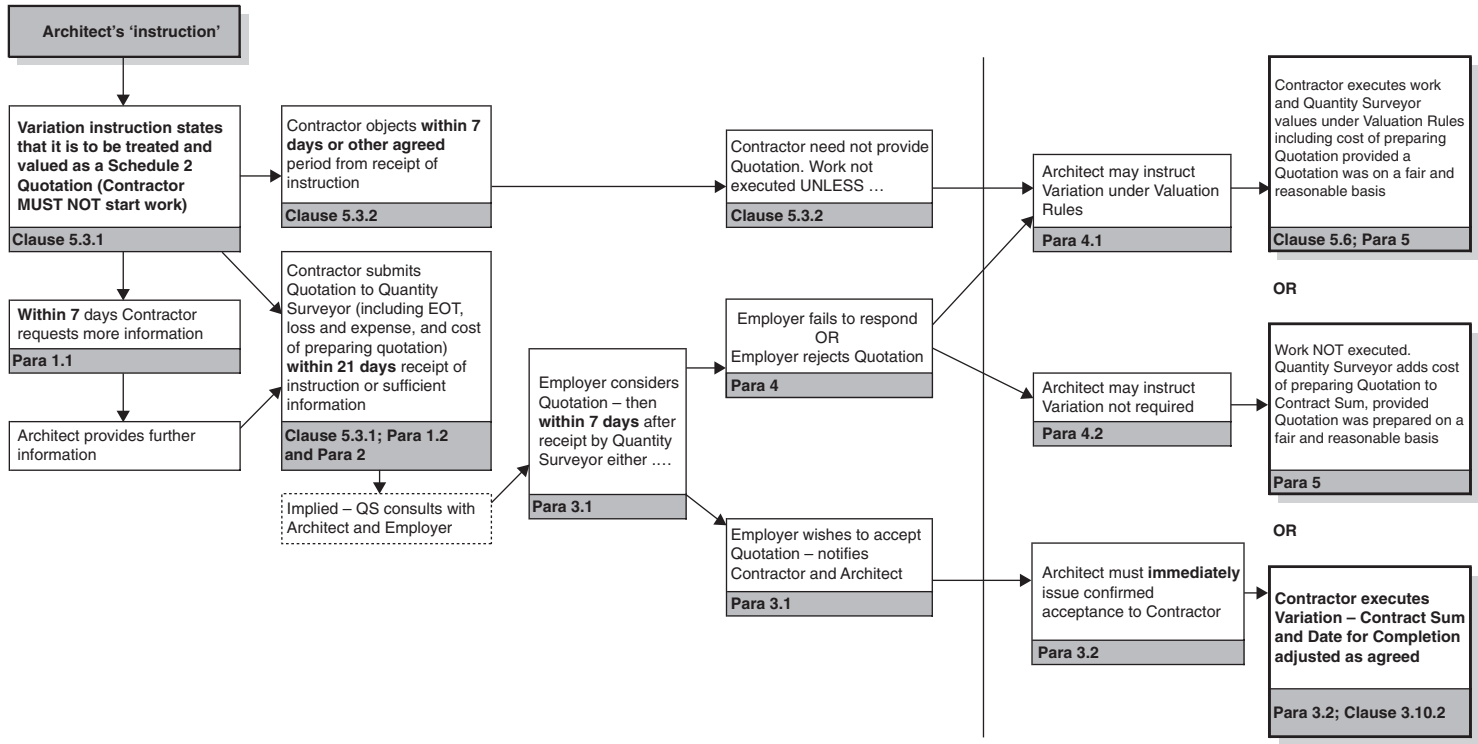 Architect's 'instruction'
Variation instruction states
that it is to be treated and
valued as a Schedule 2
Quotation (Contractor
MUST NOT start work)
Clause 5.3.1
Within 7 days Contractor
requests more information
Para 1.1
Architect provides further
information
Contractor objects within 7
days or other agreed
period from receipt of
instruction
Clause 5.3.2
Contractor submits
Quotation to Quantity
Surveyor (including EOT,
loss and expense, and cost
of preparing quotation)
within 21 days receipt of
instruction or sufficient
information
Clause 5.3.1; Para 1.2
and Para 2
Implied – QS consults with
Architect and Employer
Employer considers
Quotation – then
within 7 days after
receipt by Quantity
Surveyor either ….
Para 3.1
Contractor need not provide
Quotation. Work not
executed UNLESS …
Clause 5.3.2
Employer fails to respond
OR
Employer rejects Quotation
Para 4
Employer wishes to accept
Quotation – notifies
Contractor and Architect
Para 3.1
Architect may instruct
Variation under Valuation
Rules
Para 4.1
Architect may instruct
Variation not required
Para 4.2
Architect must immediately
issue confirmed
acceptance to Contractor
Para 3.2
Contractor executes work
and Quantity Surveyor
values under Valuation Rules
including cost of preparing
Quotation provided a
Quotation was on a fair and
reasonable basis
Clause 5.6; Para 5
OR
Work NOT executed.
Quantity Surveyor adds cost
of preparing Quotation to
Contract Sum, provided
Quotation was prepared on a
fair and reasonable basis
Para 5
OR
Contractor executes
Variation – Contract Sum
and Date for Completion
adjusted as agreed
Para 3.2; Clause 3.10.2